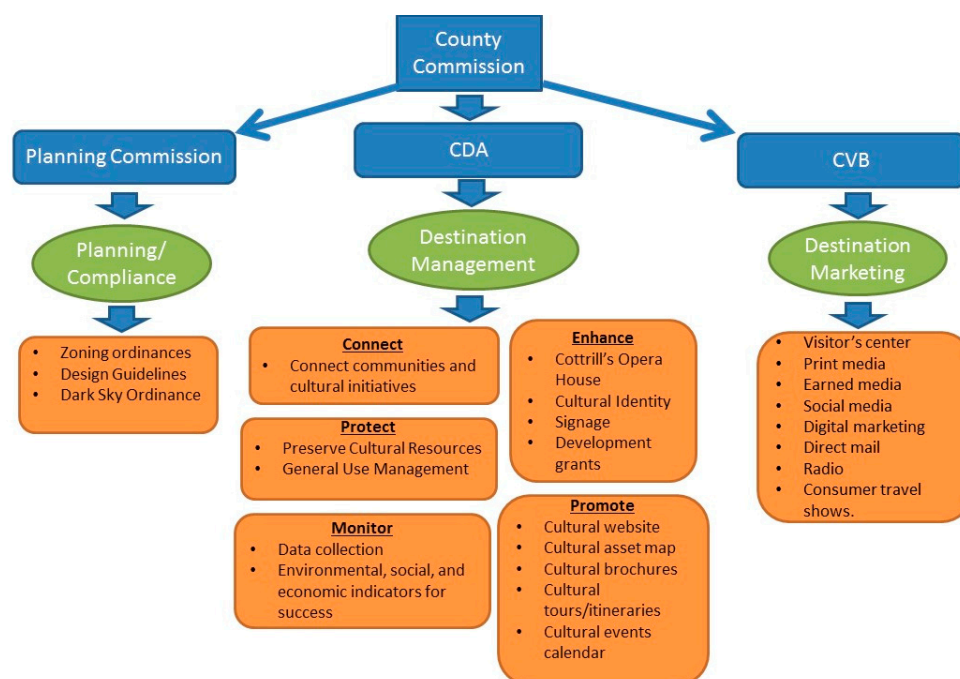 County
Commission
Planning Commission
CDA
CVB
Planning/
Compliance
Destination
Management
Destination
Marketing
• Zoning ordinances
• Design Guidelines
• Dark Sky Ordinance
Connect
• Connect communities and
cultural initiatives
Protect
• Preserve Cultural Resources
• General Use Management
Monitor
• Data collection
• Environmental, social, and
economic indicators for
success
Enhance
• Cottrill's Opera
House
• Cultural Identity
• Signage
• Development
grants
Promote
• Cultural website
• Cultural asset map
• Cultural brochures
• Cultural
tours/itineraries
• Cultural events
calendar
• Visitor's center
• Print media
• Earned media
• Social media
• Digital marketing
• Direct mail
• Radio
• Consumer travel
shows.